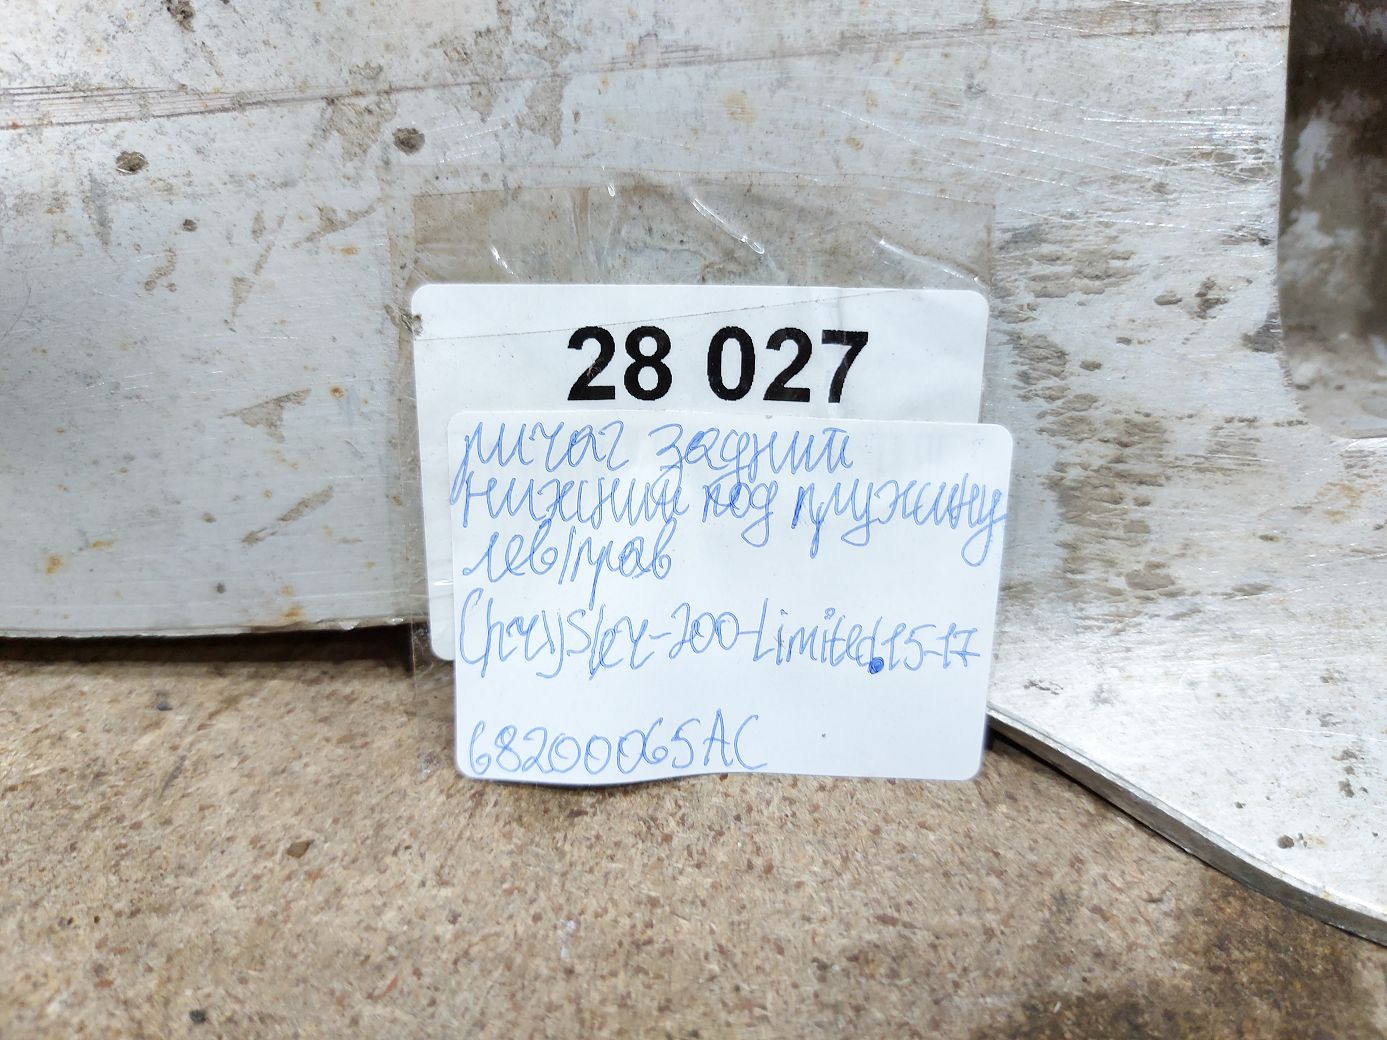 28 027
рычаг задний
нижний под пружину
лев/прав
Chrysler-200-Limited.15-17
68200065AC